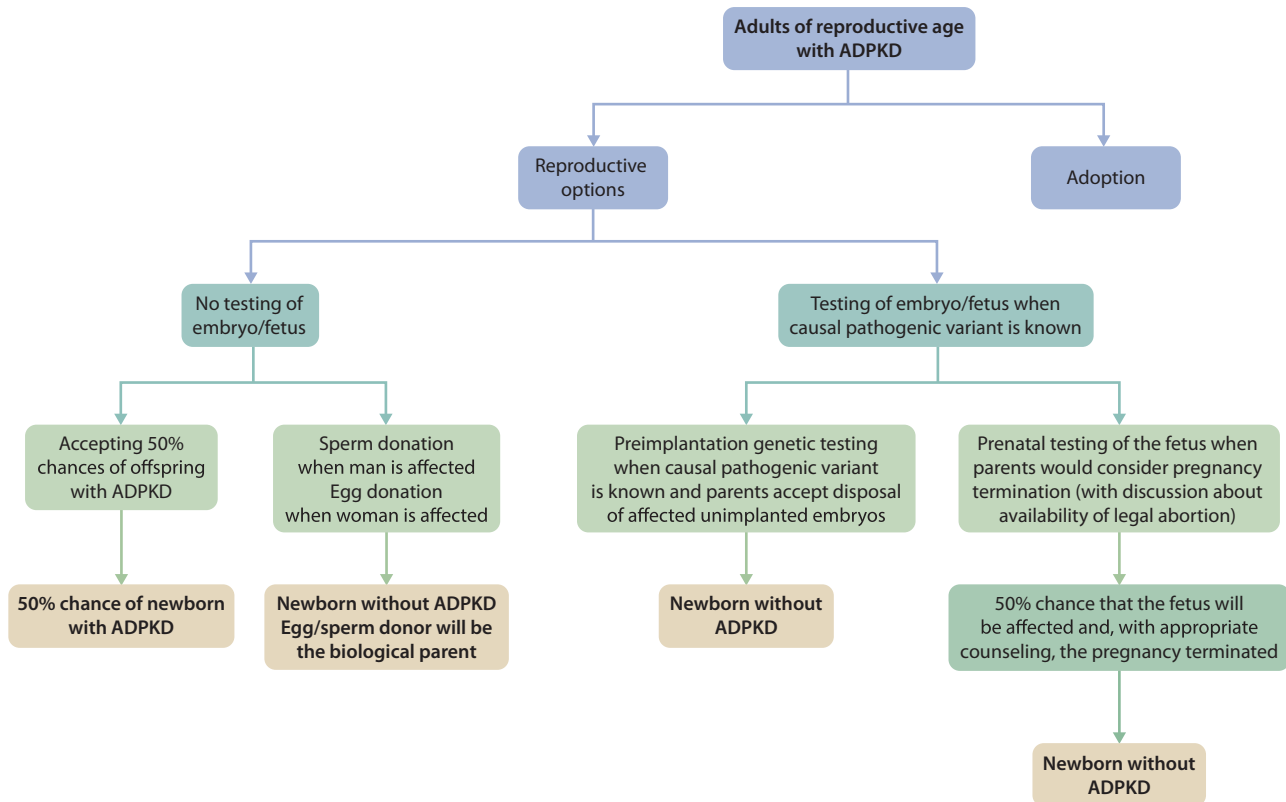 Adults of reproductive age
with ADPKD
Reproductive
options
Adoption
No testing of
embryo/fetus
Testing of embryo/fetus when
causal pathogenic variant is known
Accepting 50%
chances of offspring
with ADPKD
Sperm donation
when man is affected
Egg donation
when woman is affected
Preimplantation genetic testing
when causal pathogenic variant
is known and parents accept disposal
of affected unimplanted embryos
Prenatal testing of the fetus when
parents would consider pregnancy
termination (with discussion about
availability of legal abortion)
50% chance of newborn
with ADPKD
Newborn without ADPKD
Egg/sperm donor will be
the biological parent
Newborn without
ADPKD
50% chance that the fetus will
be affected and, with appropriate
counseling, the pregnancy terminated
Newborn without
ADPKD